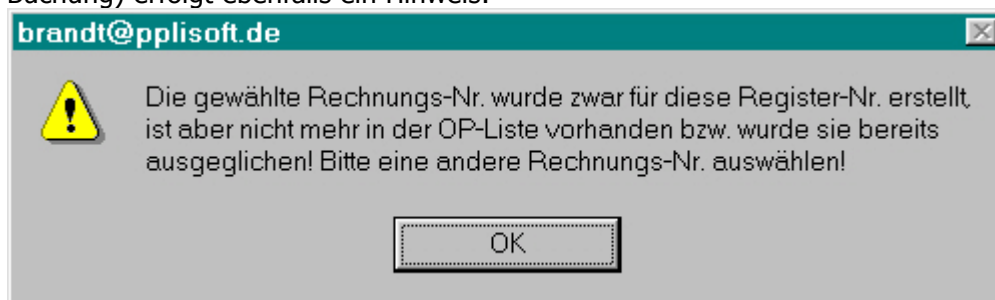 Buchung) erfolgt ebenfalls ein Hinweis.
brandt@pplisoft.de
Die gewählte Rechnungs-Nr. wurde zwar für diese Register-Nr. erstellt,
ist aber nicht mehr in der OP-Liste vorhanden bzw. wurde sie bereits
ausgeglichen! Bitte eine andere Rechnungs-Nr. auswählen!
OK